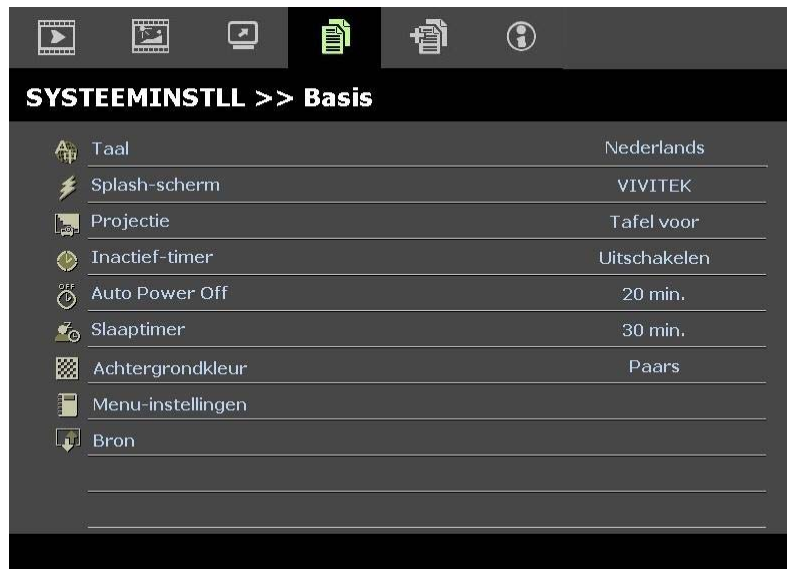 SYSTEEMINSTLL >> Basis
Taal Nederlands
Splash-scherm VIVITEK
Projectie Tafel voor
Inactief-timer Uitschakelen
OFF
Auto Power Off 20 min.
Slaaptimer 30 min.
Achtergrondkleur Paars
Menu-instellingen
Bron